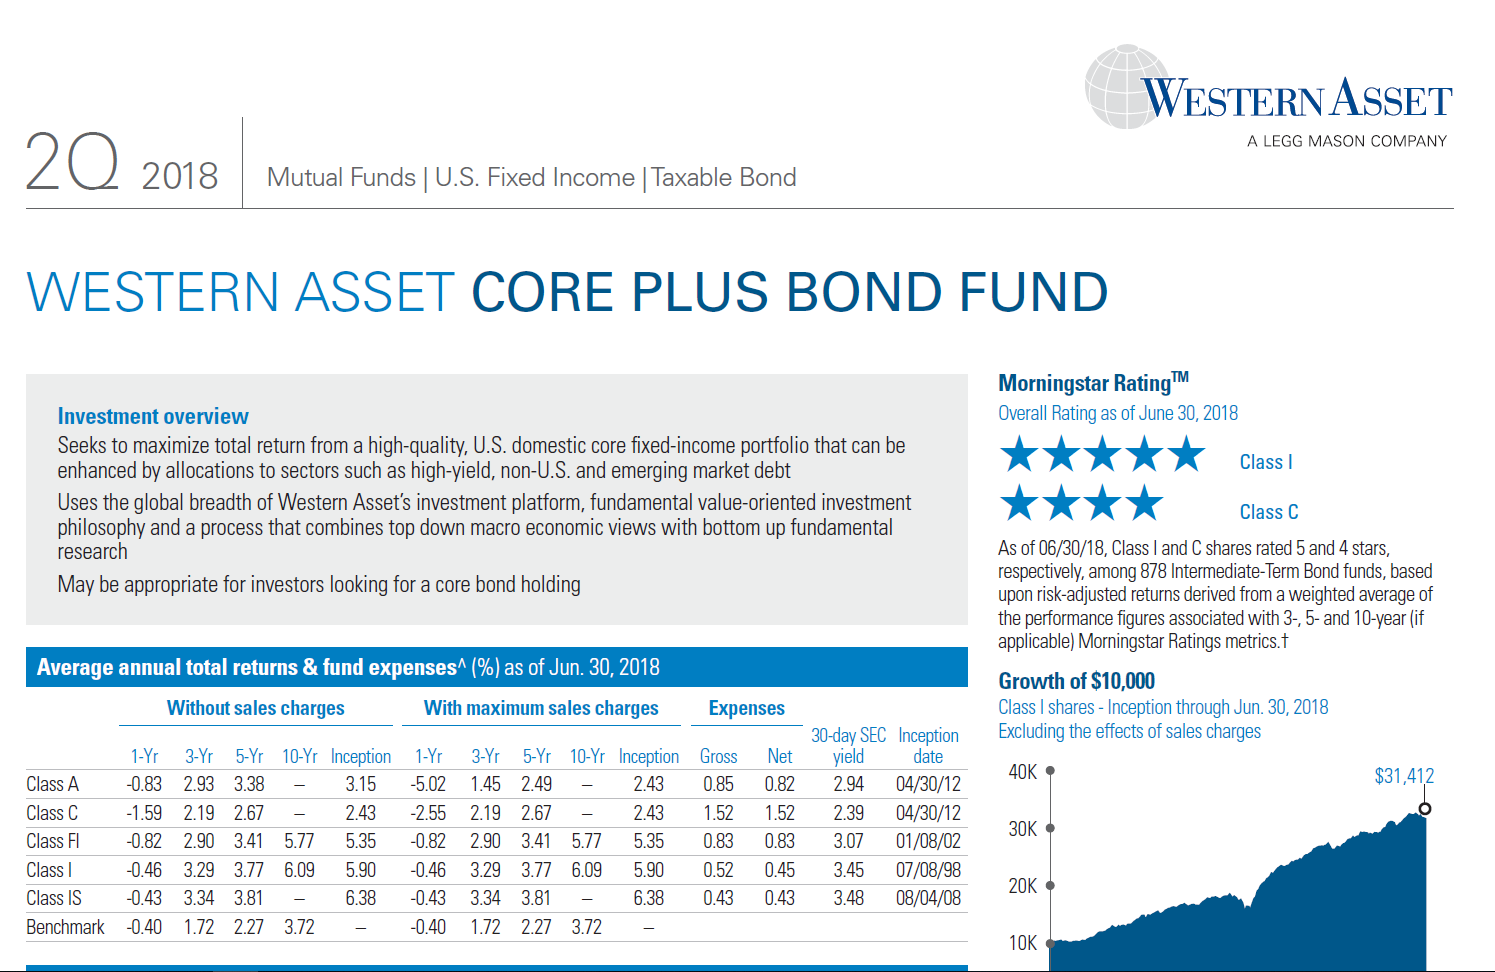 WESTERN ASSET
A LEGG MASON COMPANY
2Q 2018
Mutual Funds | U.S. Fixed Income | Taxable Bond
WESTERN ASSET CORE PLUS BOND FUND
Investment overview
Seeks to maximize total return from a high-quality, U.S. domestic core fixed-income portfolio that can be
enhanced by allocations to sectors such as high-yield, non-U.S. and emerging market debt
Uses the global breadth of Western Asset’s investment platform, fundamental value-oriented investment
philosophy and a process that combines top down macro economic views with bottom up fundamental
research
May be appropriate for investors looking for a core bond holding
Average annual total returns & fund expenses^ (%) as of Jun. 30, 2018
Without sales charges With maximum sales charges Expenses
30-day SEC Inception
1-Yr 3-Yr 5-Yr 10-Yr Inception 1-Yr 3-Yr 5-Yr 10-Yr Inception Gross Net yield date
Class A -0.83 2.93 3.38 – 3.15 -5.02 1.45 2.49 – 2.43 0.85 0.82 2.94 04/30/12
Class C -1.59 2.19 2.67 – 2.43 -2.55 2.19 2.67 – 2.43 1.52 1.52 2.39 04/30/12
Class FI -0.82 2.90 3.41 5.77 5.35 -0.82 2.90 3.41 5.77 5.35 0.83 0.83 3.07 01/08/02
Class I -0.46 3.29 3.77 6.09 5.90 -0.46 3.29 3.77 6.09 5.90 0.52 0.45 3.45 07/08/98
Class IS -0.43 3.34 3.81 – 6.38 -0.43 3.34 3.81 – 6.38 0.43 0.43 3.48 08/04/08
Benchmark -0.40 1.72 2.27 3.72 – -0.40 1.72 2.27 3.72 –
Morningstar Rating™
Overall Rating as of June 30, 2018
★★★★★ Class I
★★★★ Class C
As of 06/30/18, Class I and C shares rated 5 and 4 stars,
respectively, among 878 Intermediate-Term Bond funds, based
upon risk-adjusted returns derived from a weighted average of
the performance figures associated with 3-, 5- and 10-year (if
applicable) Morningstar Ratings metrics.†
Growth of $10,000
Class I shares - Inception through Jun. 30, 2018
Excluding the effects of sales charges
40K
$31,412
30K
20K
10K